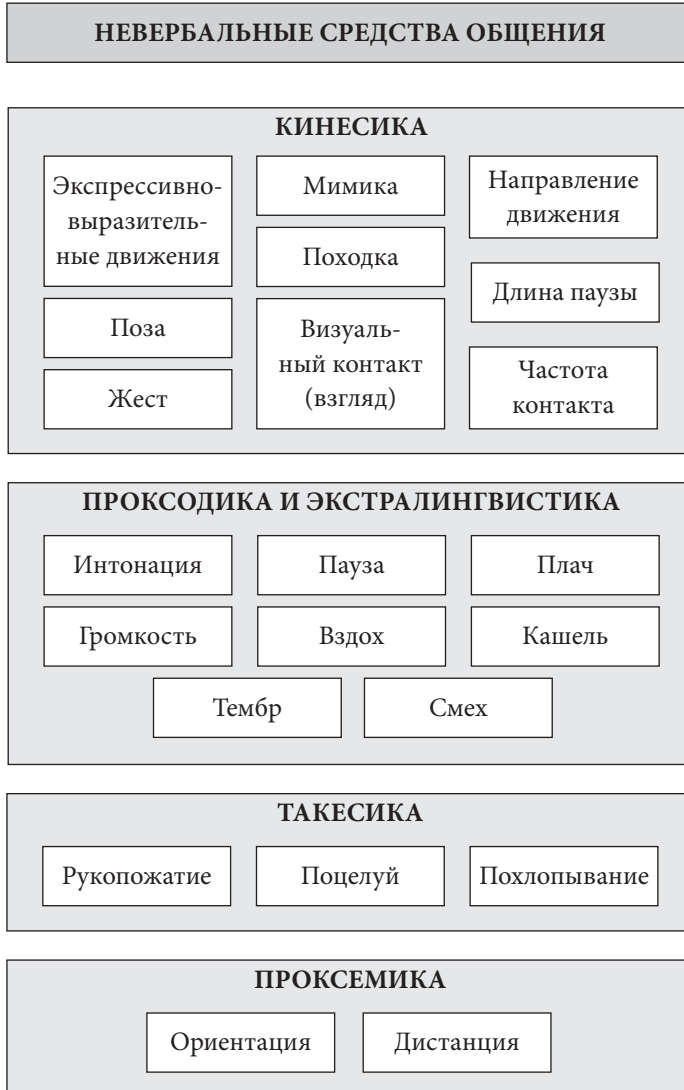 НЕВЕРБАЛЬНЫЕ СРЕДСТВА ОБЩЕНИЯ
КИНЕСИКА
Экспрессивно-
выразитель-
ные движения
Поза
Жест
Мимика
Походка
Визуаль-
ный контакт
(взгляд)
Направление
движения
Длина паузы
Частота
контакта
ПРОКСОДИКА И ЭКСТРАЛИНГВИСТИКА
Интонация
Пауза
Плач
Громкость
Вздох
Кашель
Тембр
Смех
ТАКЕСИКА
Рукопожатие
Поцелуй
Похлопывание
ПРОКСЕМИКА
Ориентация
Дистанция